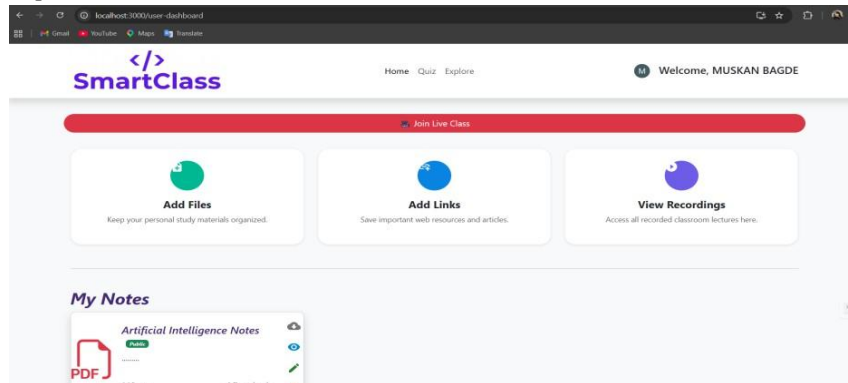 localhost:3000/user-dashboard
Gmail YouTube Maps Translate
</>
SmartClass
Home Quiz Explore
M Welcome, MUSKAN BAGDE
Join Live Class
Add Files
Keep your personal study materials organized.
Add Links
Save important web resources and articles.
View Recordings
Access all recorded classroom lectures here.
My Notes
Artificial Intelligence Notes
Public
.........
PDF